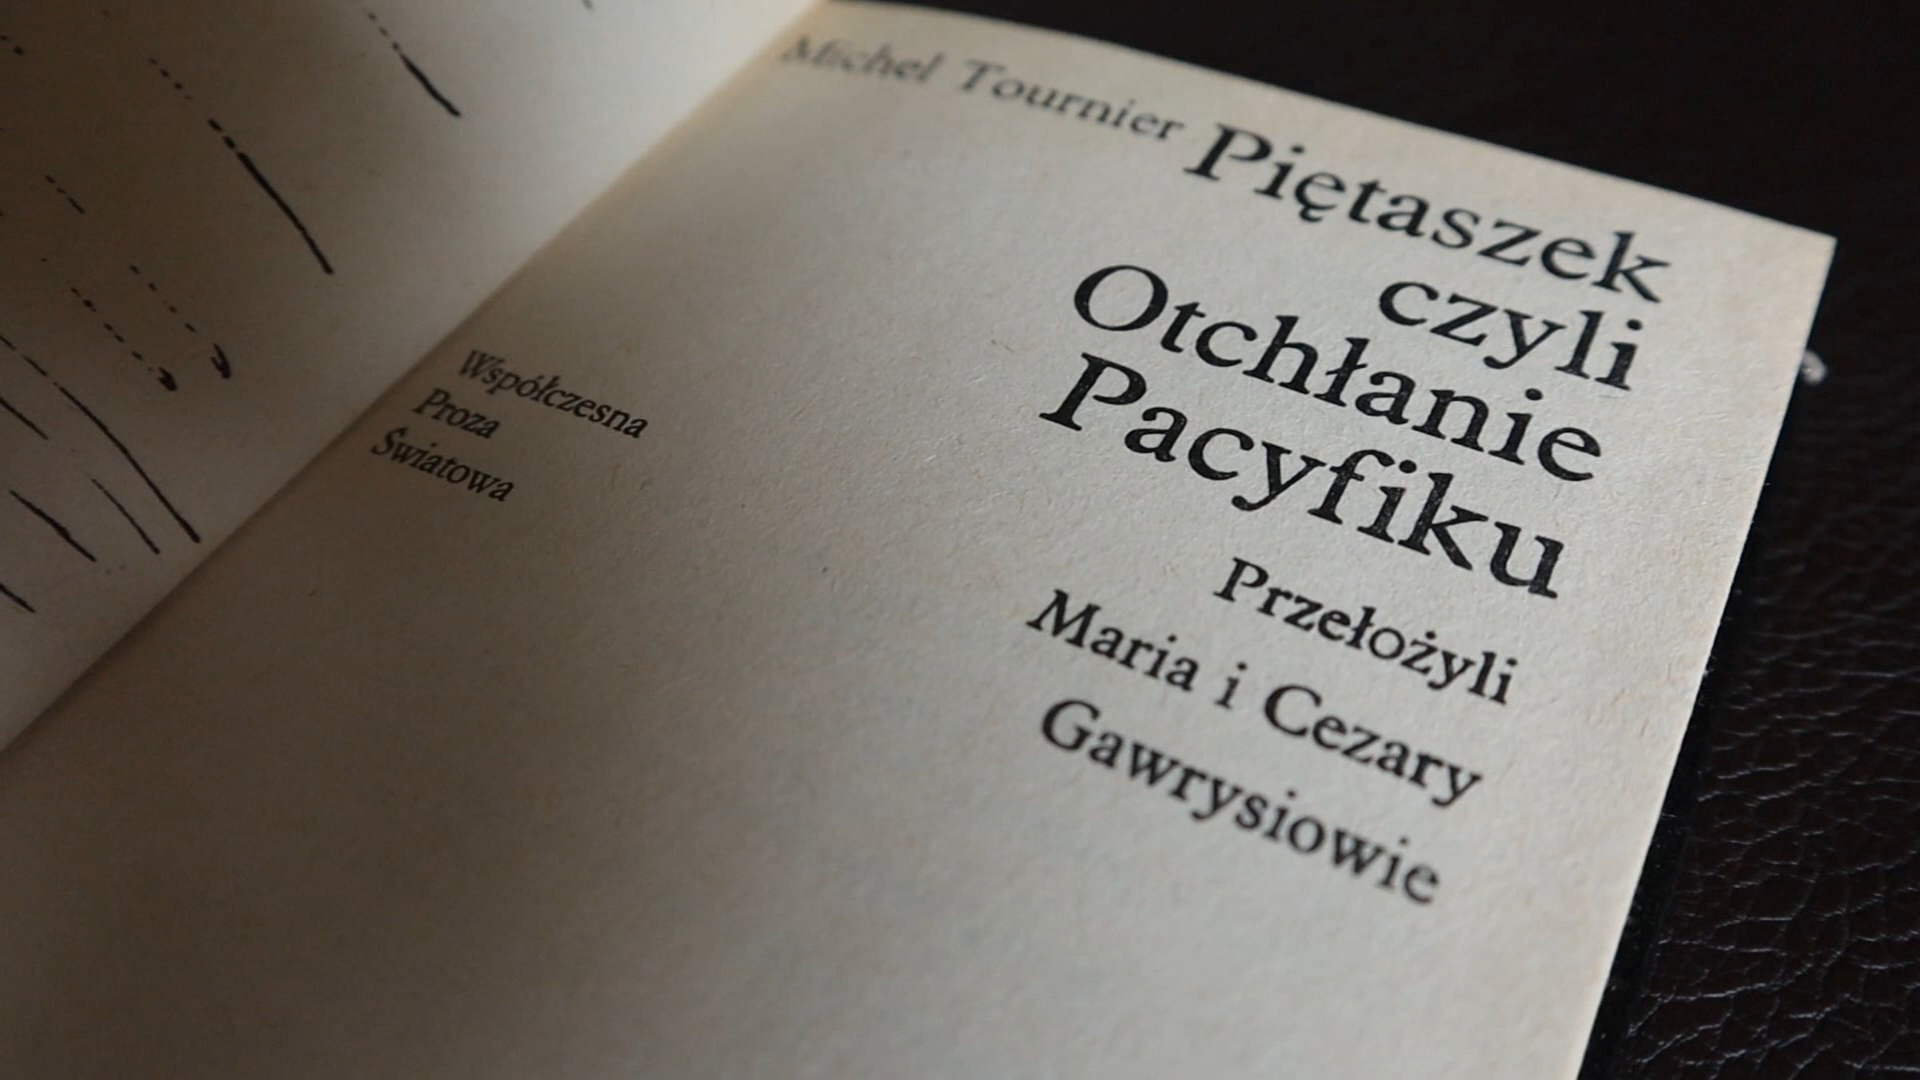 Michel Tournier Piętaszek
czyli
Otchłanie
Pacyfiku
Przełożyli
Maria i Cezary
Gawrysiowie
Współczesna
Proza
Światowa